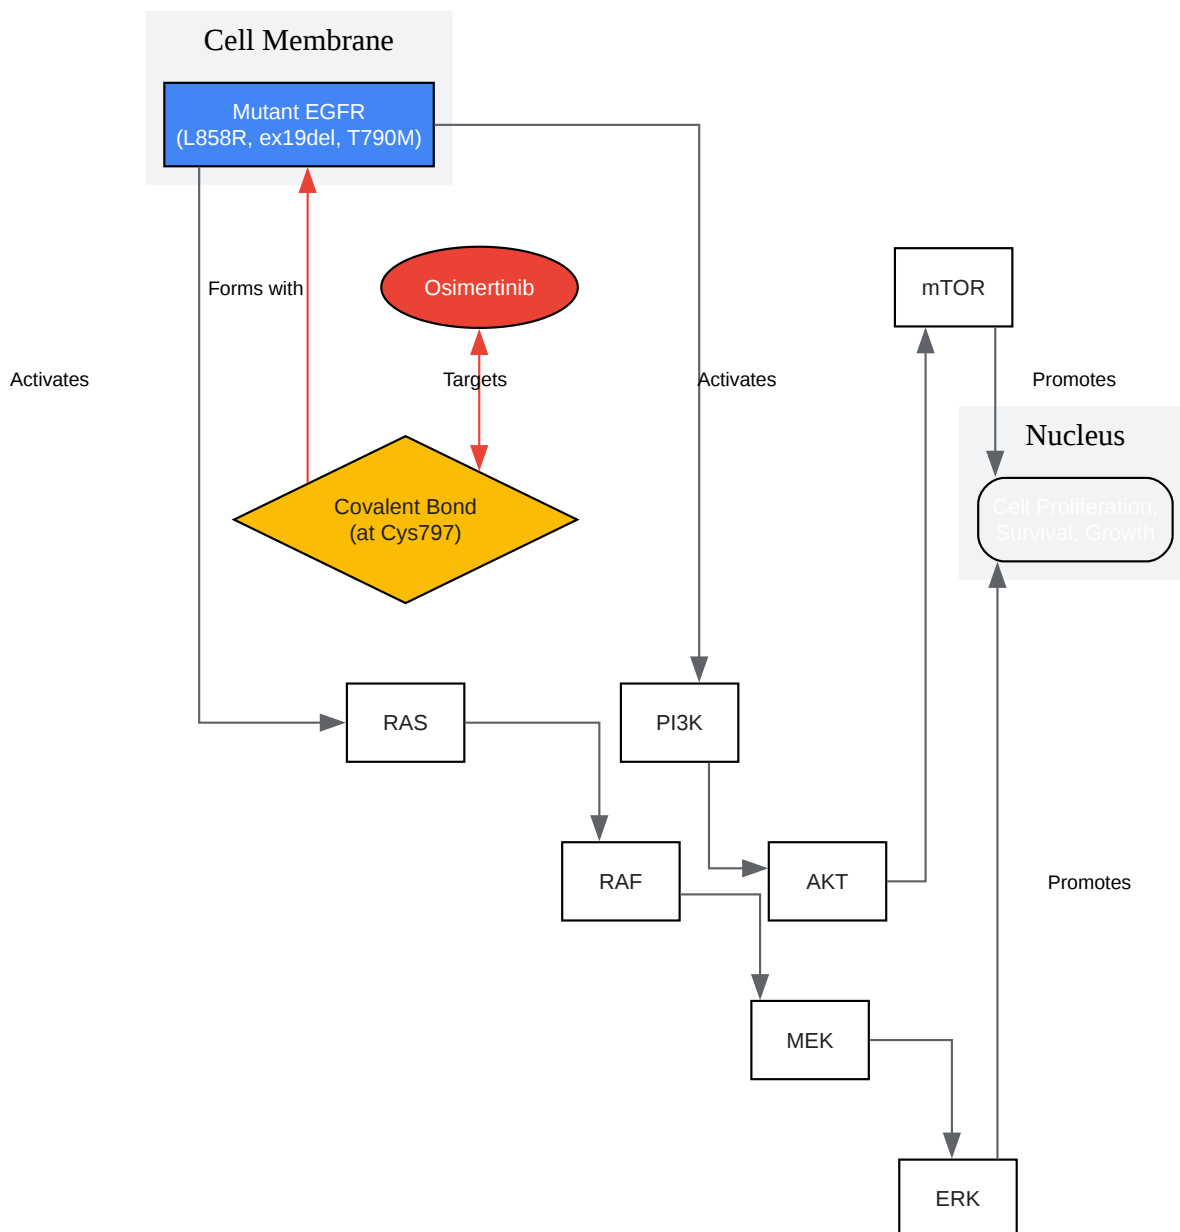 Cell Membrane
Mutant EGFR
(L858R, ex19del, T790M)
Forms with
Osimertinib
mTOR
Activates
Targets
Activates
Promotes
Nucleus
Covalent Bond
(at Cys797)
Cell Proliferation,
Survival, Growth
RAS
PI3K
RAF
AKT
Promotes
MEK
ERK